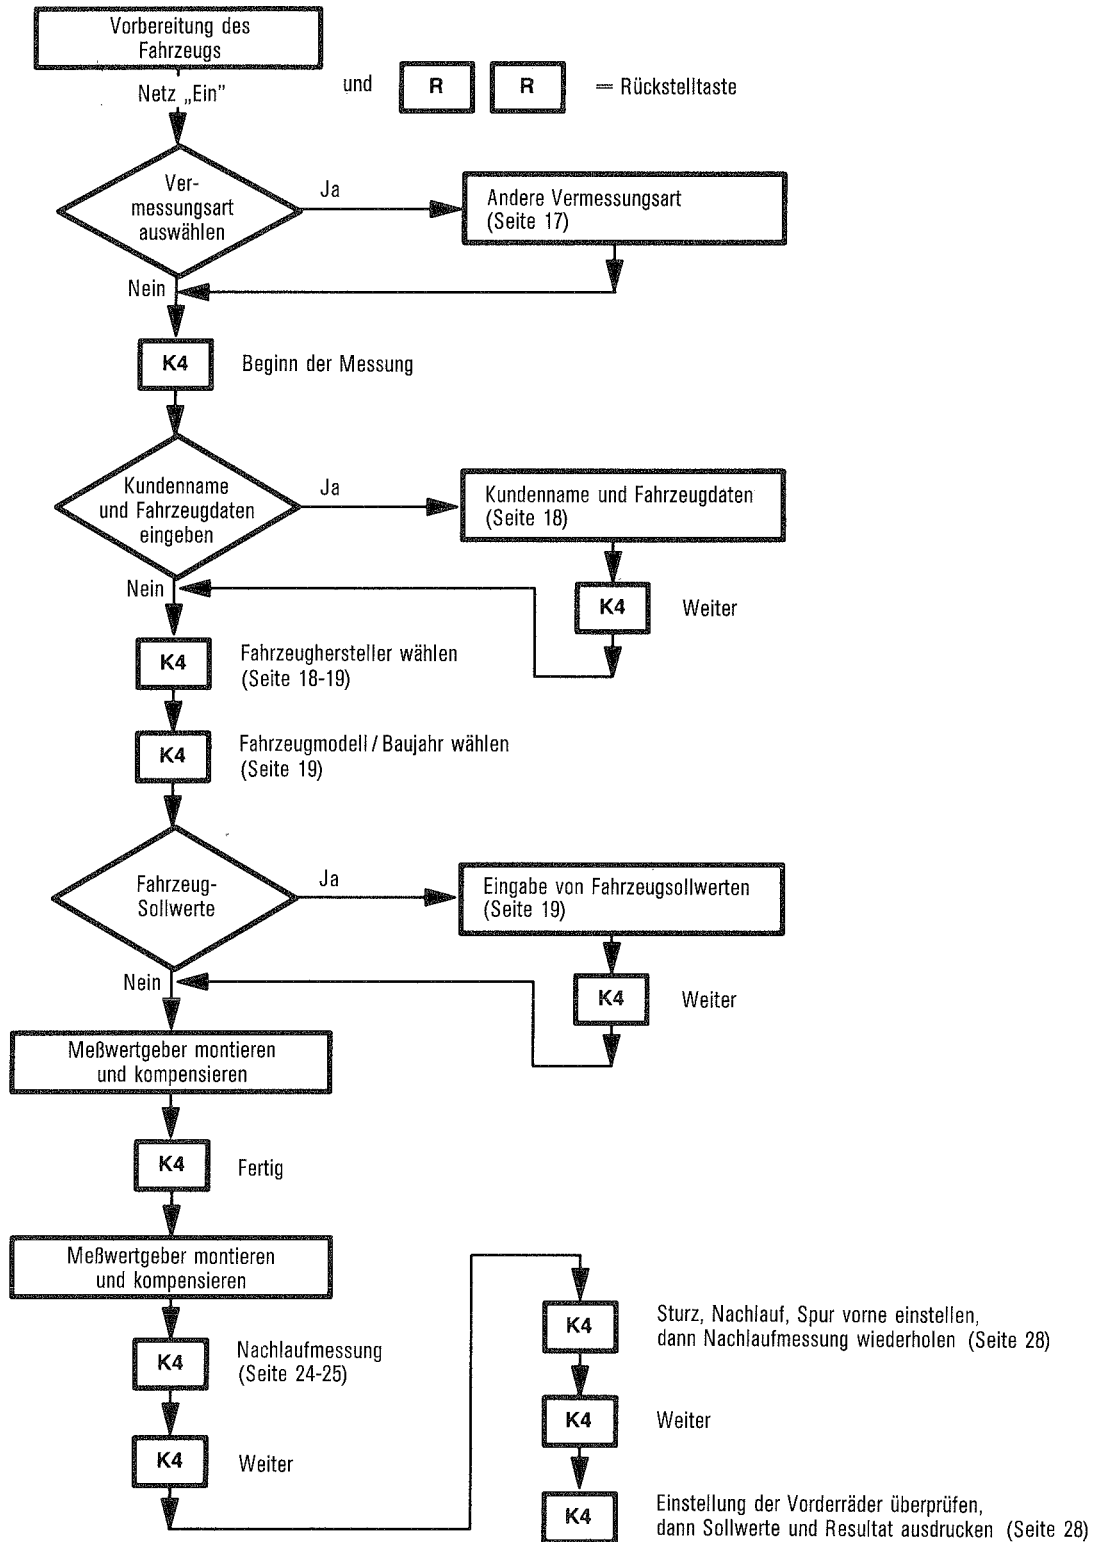 Vorbereitung des
Fahrzeugs
Netz „Ein"
und
R
R
= Rückstelltaste
Ver-
messungsart
auswählen
Ja
Andere Vermessungsart
(Seite 17)
Nein
K4
Beginn der Messung
Kundenname
und Fahrzeugdaten
eingeben
Ja
Kundenname und Fahrzeugdaten
(Seite 18)
Nein
K4
Weiter
K4
Fahrzeughersteller wählen
(Seite 18-19)
K4
Fahrzeugmodell / Baujahr wählen
(Seite 19)
Fahrzeug-
Sollwerte
Ja
Eingabe von Fahrzeugsollwerten
(Seite 19)
Nein
K4
Weiter
Meßwertgeber montieren
und kompensieren
K4
Fertig
Meßwertgeber montieren
und kompensieren
K4
Nachlaufmessung
(Seite 24-25)
K4
Weiter
K4
Sturz, Nachlauf, Spur vorne einstellen,
dann Nachlaufmessung wiederholen (Seite 28)
K4
Weiter
K4
Einstellung der Vorderräder überprüfen,
dann Sollwerte und Resultat ausdrucken (Seite 28)